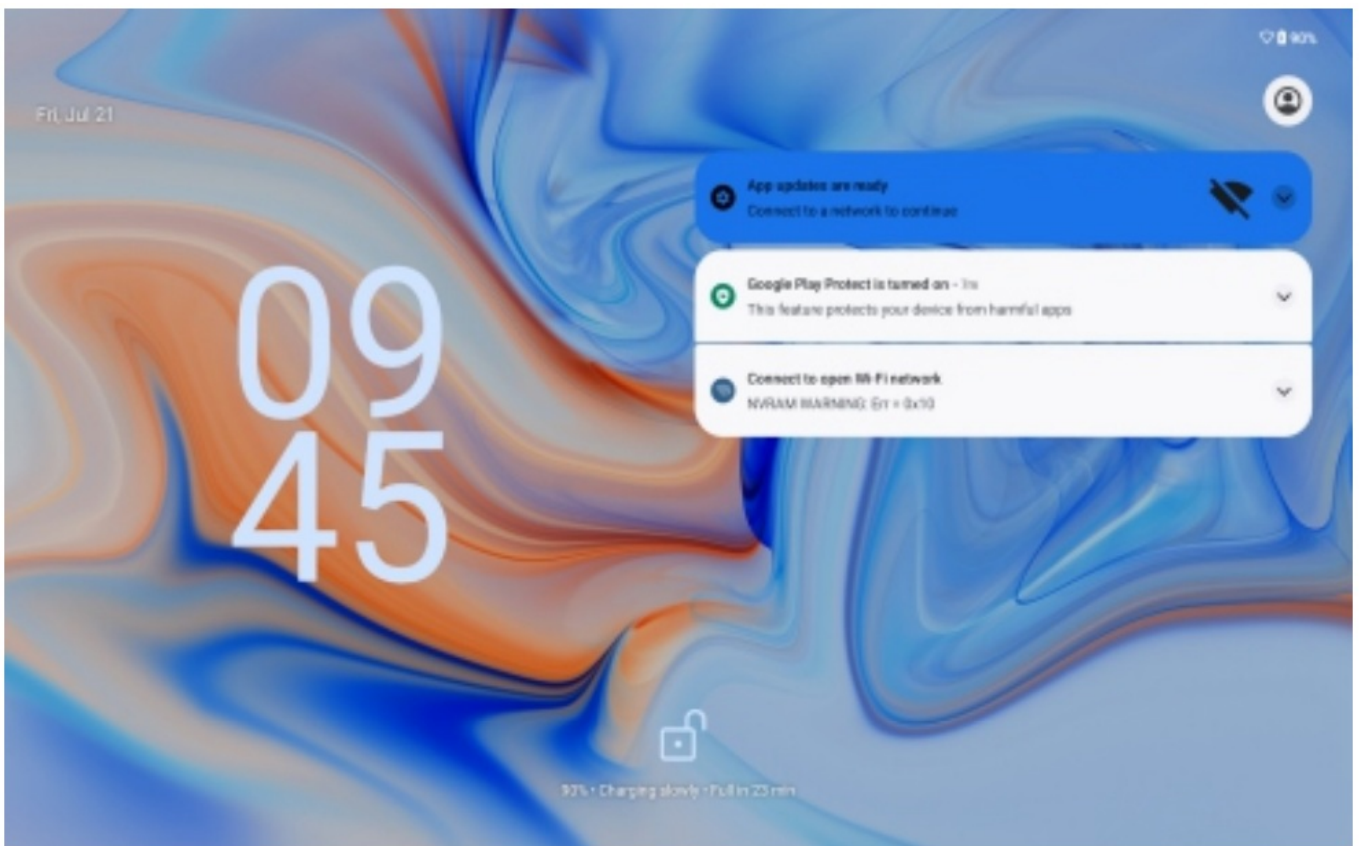 90%
Fri, Jul 21
App updates are ready
Connect to a network to continue
Google Play Protect is turned on •
This feature protects your device from harmful apps
Connect to open Wi-Fi network
NVRAM WARNING: Err = 0x10
09
45
90% • Charging slowly • Full in 23 min